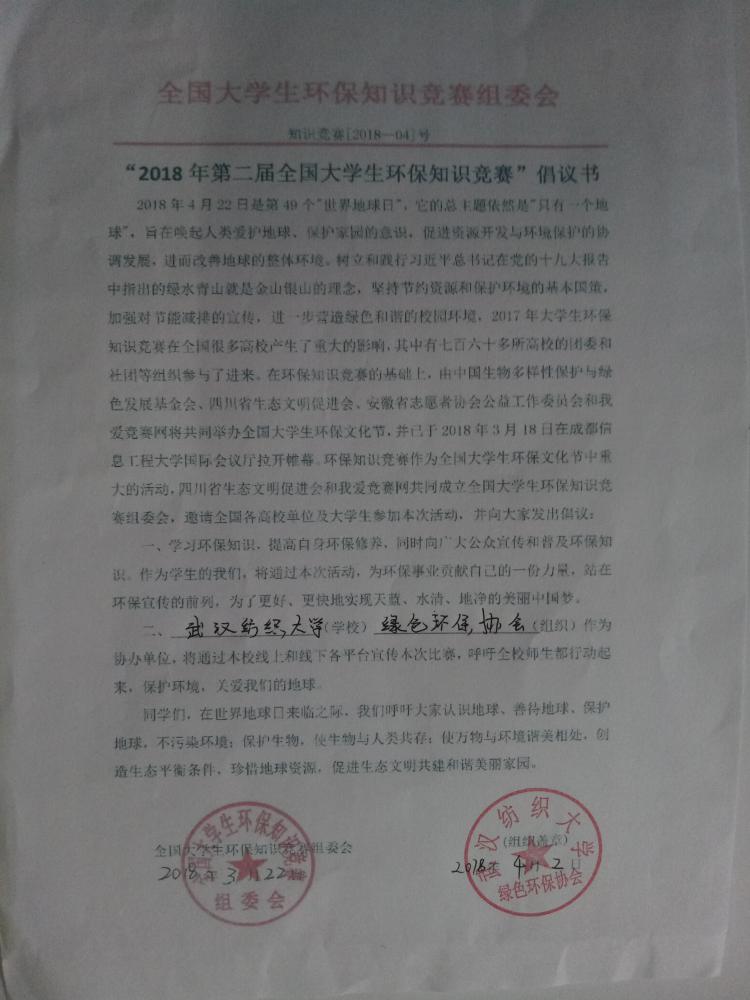 全国大学生环保知识竞赛组委会
知识竞赛[2018—04]号
“2018 年第二届全国大学生环保知识竞赛”倡议书
2018 年 4 月 22 日是第 49 个"世界地球日"，它的总主题依然是"只有一个地
球"，旨在唤起人类爱护地球、保护家园的意识，促进资源开发与环境保护的协
调发展，进而改善地球的整体环境。树立和践行习近平总书记在党的十九大报告
中指出的绿水青山就是金山银山的理念，坚持节约资源和保护环境的基本国策，
加强对节能减排的宣传，进一步营造绿色和谐的校园环境，2017 年大学生环保
知识竞赛在全国很多高校产生了重大的影响，其中有七百六十多所高校的团委和
社团等组织参与了进来。在环保知识竞赛的基础上，由中国生物多样性保护与绿
色发展基金会、四川省生态文明促进会、安徽省志愿者协会公益工作委员会和我
爱竞赛网将共同举办全国大学生环保文化节，并已于 2018 年 3 月 18 日在成都信
息工程大学国际会议厅拉开帷幕。环保知识竞赛作为全国大学生环保文化节中重
大的活动，四川省生态文明促进会和我爱竞赛网共同成立全国大学生环保知识竞
赛组委会，邀请全国各高校单位及大学生参加本次活动，并向大家发出倡议：
一、学习环保知识，提高自身环保修养，同时向广大公众宣传和普及环保知
识。作为学生的我们，将通过本次活动，为环保事业贡献自己的一份力量，站在
环保宣传的前列，为了更好、更快地实现天蓝、水清、地净的美丽中国梦。
二、武汉纺织大学(学校) 绿色环保协会(组织) 作为
协办单位，将通过本校线上和线下各平台宣传本次比赛，呼吁全校师生都行动起
来，保护环境，关爱我们的地球。
同学们，在世界地球日来临之际，我们呼吁大家认识地球、善待地球、保护
地球，不污染环境；保护生物，使生物与人类共存；使万物与环境谐美相处，创
造生态平衡条件，珍惜地球资源，促进生态文明共建和谐美丽家园。
全国大学生环保知识竞赛组委会
2018 年 3 月 22 日
全国大学生环保知识竞赛
组委会
(组织盖章)
2018 年 4 月 2 日
武汉纺织大学
绿色环保协会